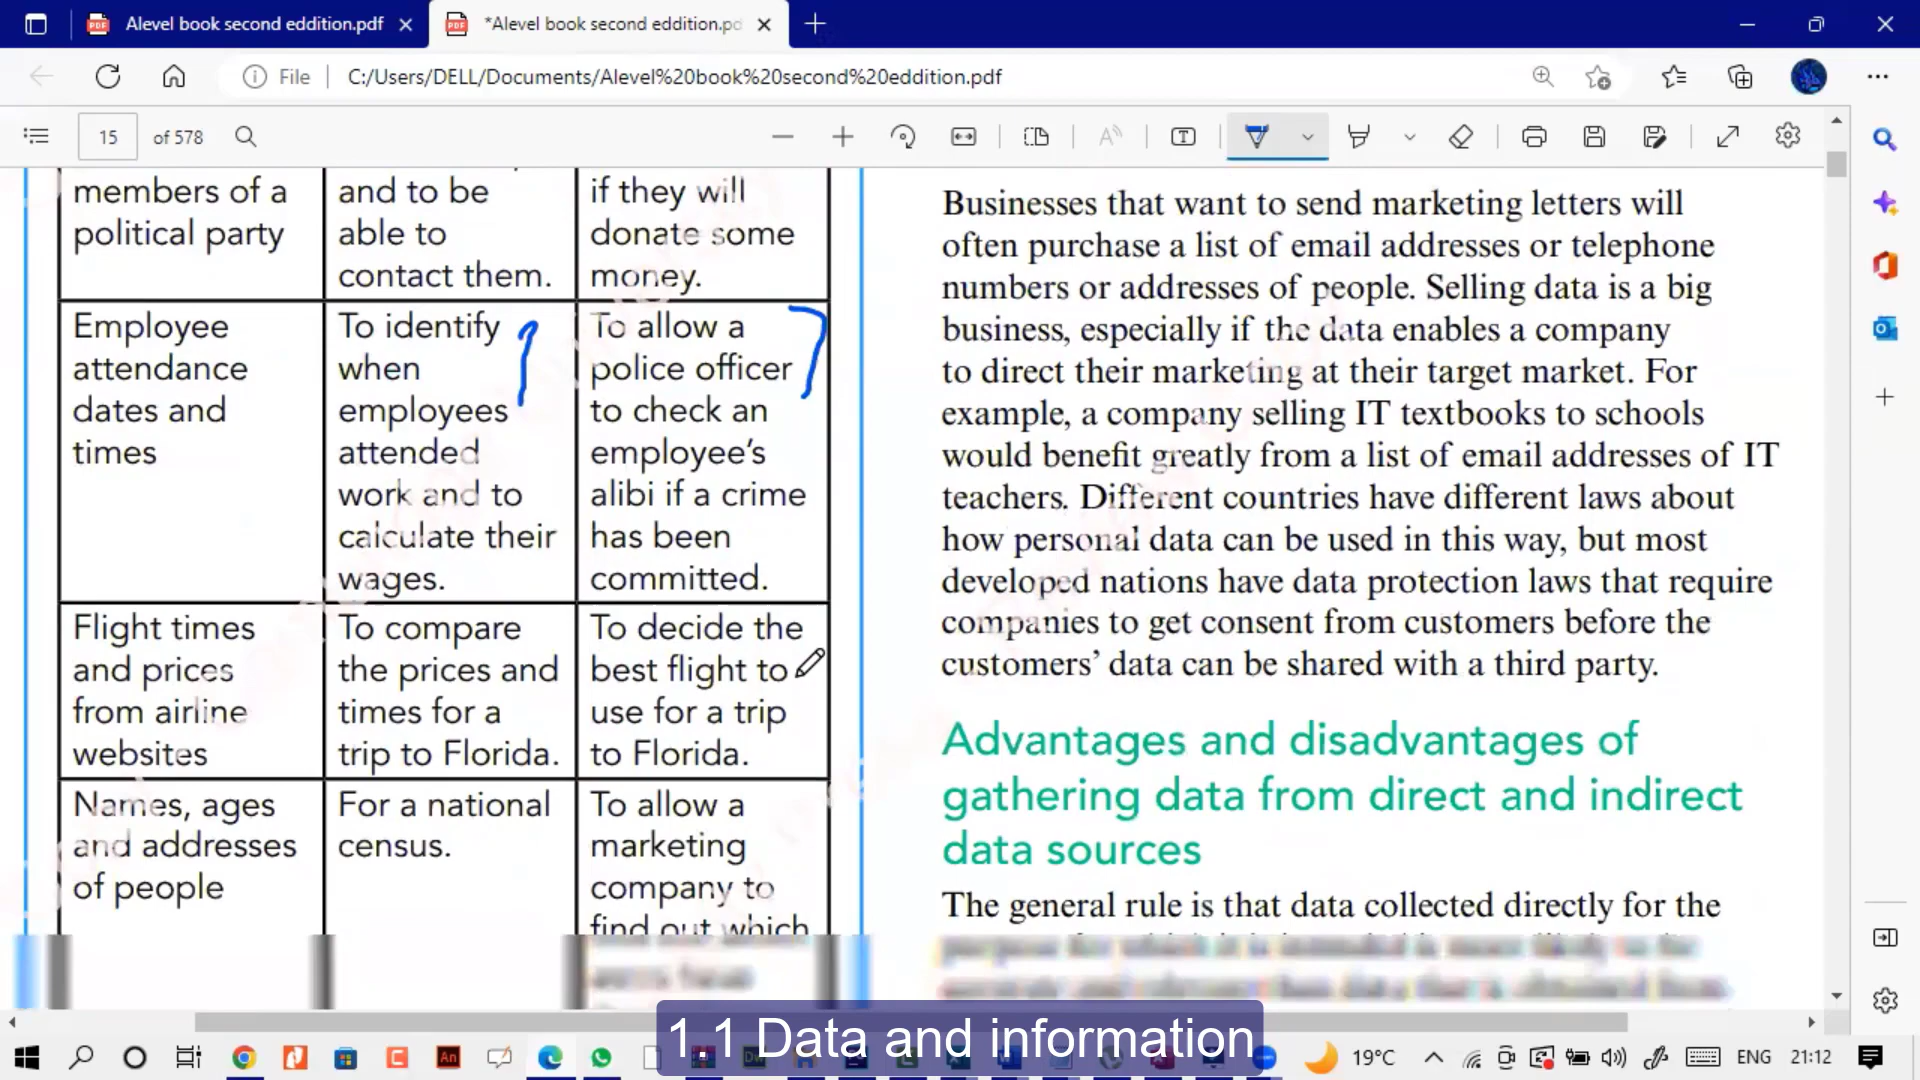 Alevel book second eddition.pdf
*Alevel book second eddition.pd
File
C:/Users/DELL/Documents/Alevel%20book%20second%20eddition.pdf
15 of 578
members of a
political party
and to be
able to
contact them.
if they will
donate some
money.
Employee
attendance
dates and
times
To identify
when
employees
attended
work and to
calculate their
wages.
To allow a
police officer
to check an
employee’s
alibi if a crime
has been
committed.
Flight times
and prices
from airline
websites
To compare
the prices and
times for a
trip to Florida.
To decide the
best flight to
use for a trip
to Florida.
Names, ages
and addresses
of people
For a national
census.
To allow a
marketing
company to
find out which
Businesses that want to send marketing letters will
often purchase a list of email addresses or telephone
numbers or addresses of people. Selling data is a big
business, especially if the data enables a company
to direct their marketing at their target market. For
example, a company selling IT textbooks to schools
would benefit greatly from a list of email addresses of IT
teachers. Different countries have different laws about
how personal data can be used in this way, but most
developed nations have data protection laws that require
companies to get consent from customers before the
customers’ data can be shared with a third party.
Advantages and disadvantages of
gathering data from direct and indirect
data sources
The general rule is that data collected directly for the
1.1 Data and information
19°C
ENG
21:12